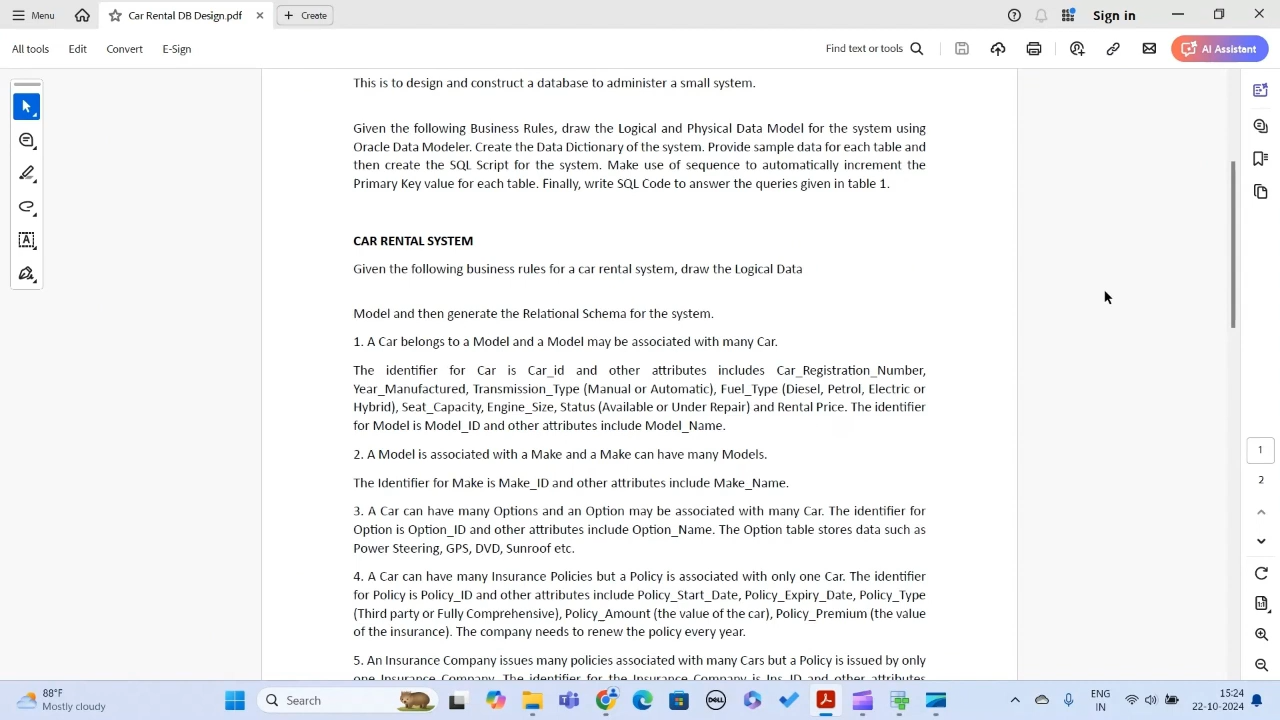 Menu
Car Rental DB Design.pdf
Create
Sign in
All tools
Edit
Convert
E-Sign
Find text or tools
AI Assistant
This is to design and construct a database to administer a small system.
Given the following Business Rules, draw the Logical and Physical Data Model for the system using
Oracle Data Modeler. Create the Data Dictionary of the system. Provide sample data for each table and
then create the SQL Script for the system. Make use of sequence to automatically increment the
Primary Key value for each table. Finally, write SQL Code to answer the queries given in table 1.
CAR RENTAL SYSTEM
Given the following business rules for a car rental system, draw the Logical Data
Model and then generate the Relational Schema for the system.
1. A Car belongs to a Model and a Model may be associated with many Car.
The identifier for Car is Car_id and other attributes includes Car_Registration_Number,
Year_Manufactured, Transmission_Type (Manual or Automatic), Fuel_Type (Diesel, Petrol, Electric or
Hybrid), Seat_Capacity, Engine_Size, Status (Available or Under Repair) and Rental Price. The identifier
for Model is Model_ID and other attributes include Model_Name.
2. A Model is associated with a Make and a Make can have many Models.
The Identifier for Make is Make_ID and other attributes include Make_Name.
3. A Car can have many Options and an Option may be associated with many Car. The identifier for
Option is Option_ID and other attributes include Option_Name. The Option table stores data such as
Power Steering, GPS, DVD, Sunroof etc.
4. A Car can have many Insurance Policies but a Policy is associated with only one Car. The identifier
for Policy is Policy_ID and other attributes include Policy_Start_Date, Policy_Expiry_Date, Policy_Type
(Third party or Fully Comprehensive), Policy_Amount (the value of the car), Policy_Premium (the value
of the insurance). The company needs to renew the policy every year.
5. An Insurance Company issues many policies associated with many Cars but a Policy is issued by only
one Insurance Company. The identifier for Insurance Company is Ins_ID and other attributes
1
2
88°F
Mostly cloudy
Search
DELL
ENG
IN
15:24
22-10-2024